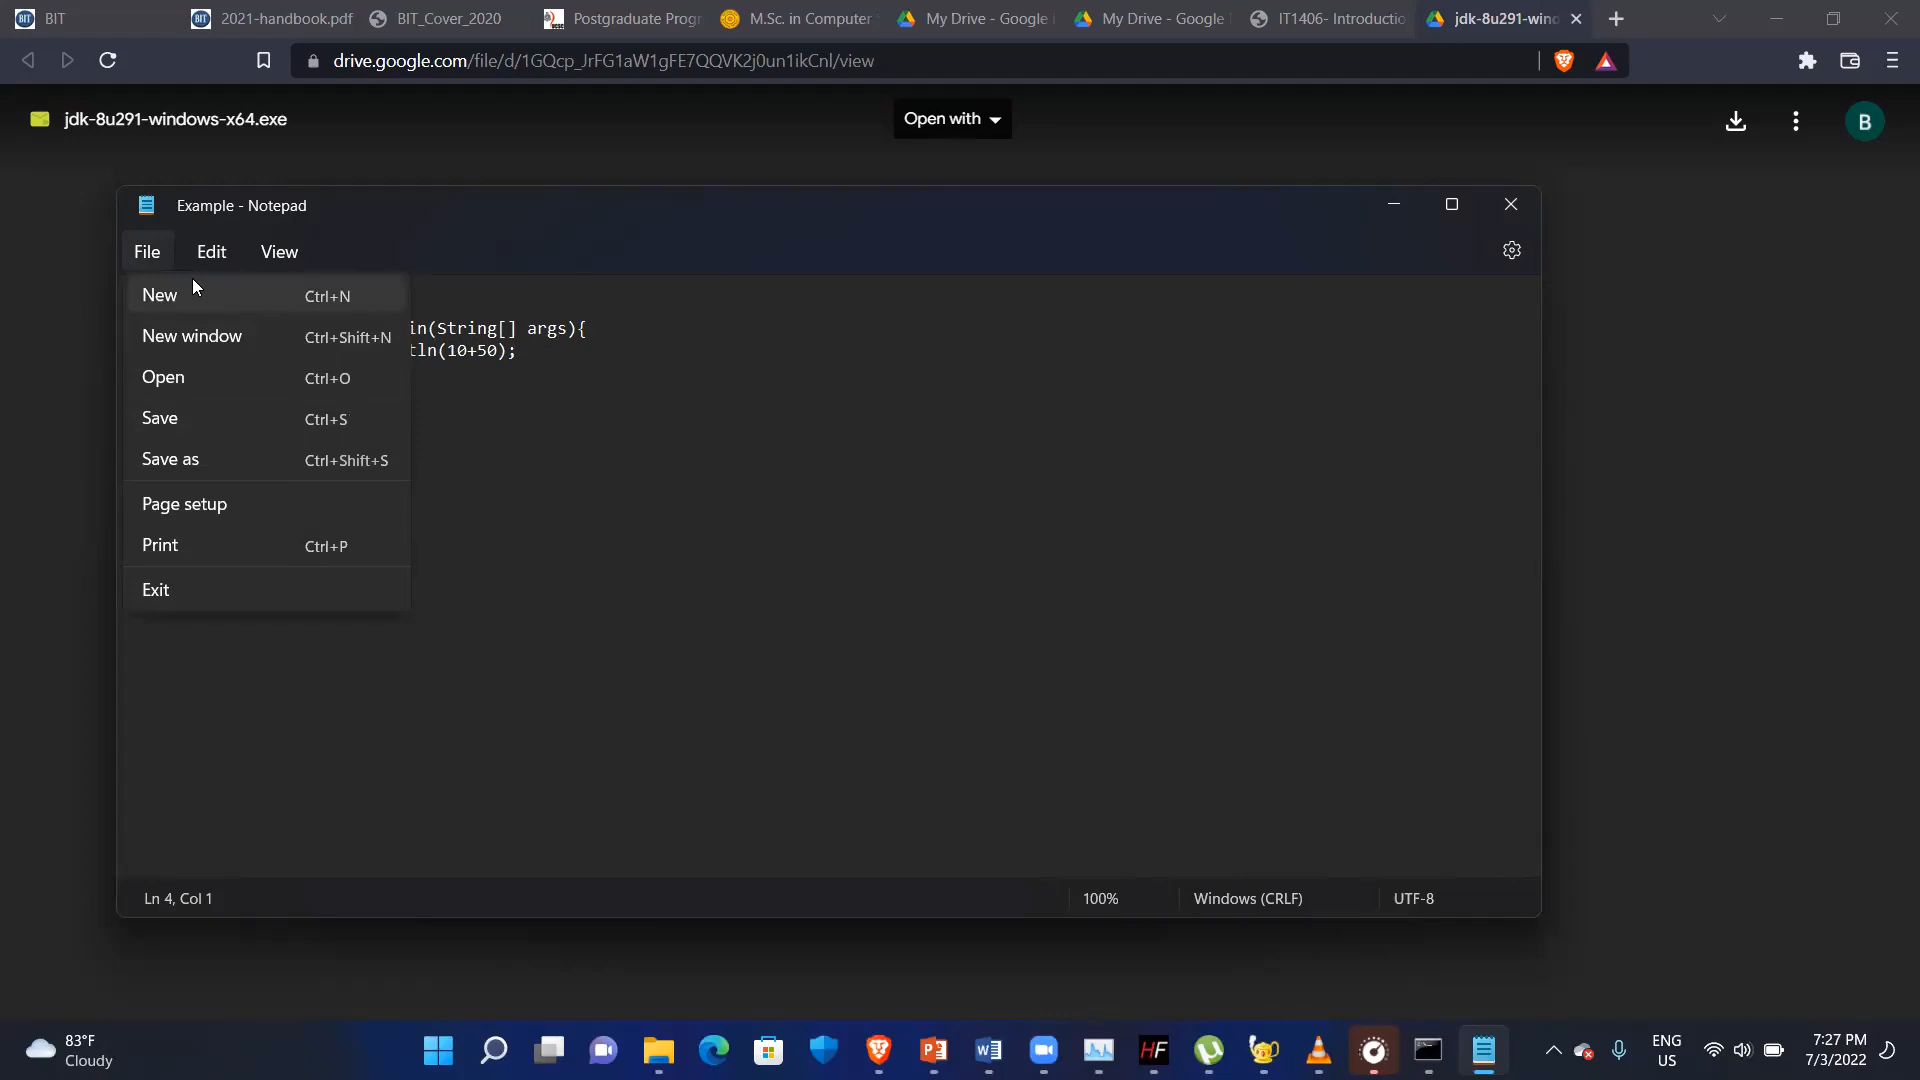 BIT
2021-handbook.pdf
BIT_Cover_2020
Postgraduate Prog
M.Sc. in Computer
My Drive - Google
My Drive - Google
IT1406- Introductio
jdk-8u291-wind
drive.google.com/file/d/1GQcp_JrFG1aW1gFE7QQVK2j0un1ikCnl/view
jdk-8u291-windows-x64.exe
Open with
B
Example - Notepad
File Edit View
New Ctrl+N
New window Ctrl+Shift+N
Open Ctrl+O
Save Ctrl+S
Save as Ctrl+Shift+S
Page setup
Print Ctrl+P
Exit
in(String[] args){
tln(10+50);
Ln 4, Col 1
100%
Windows (CRLF)
UTF-8
83°F
Cloudy
HF
ENG
US
7:27 PM
7/3/2022